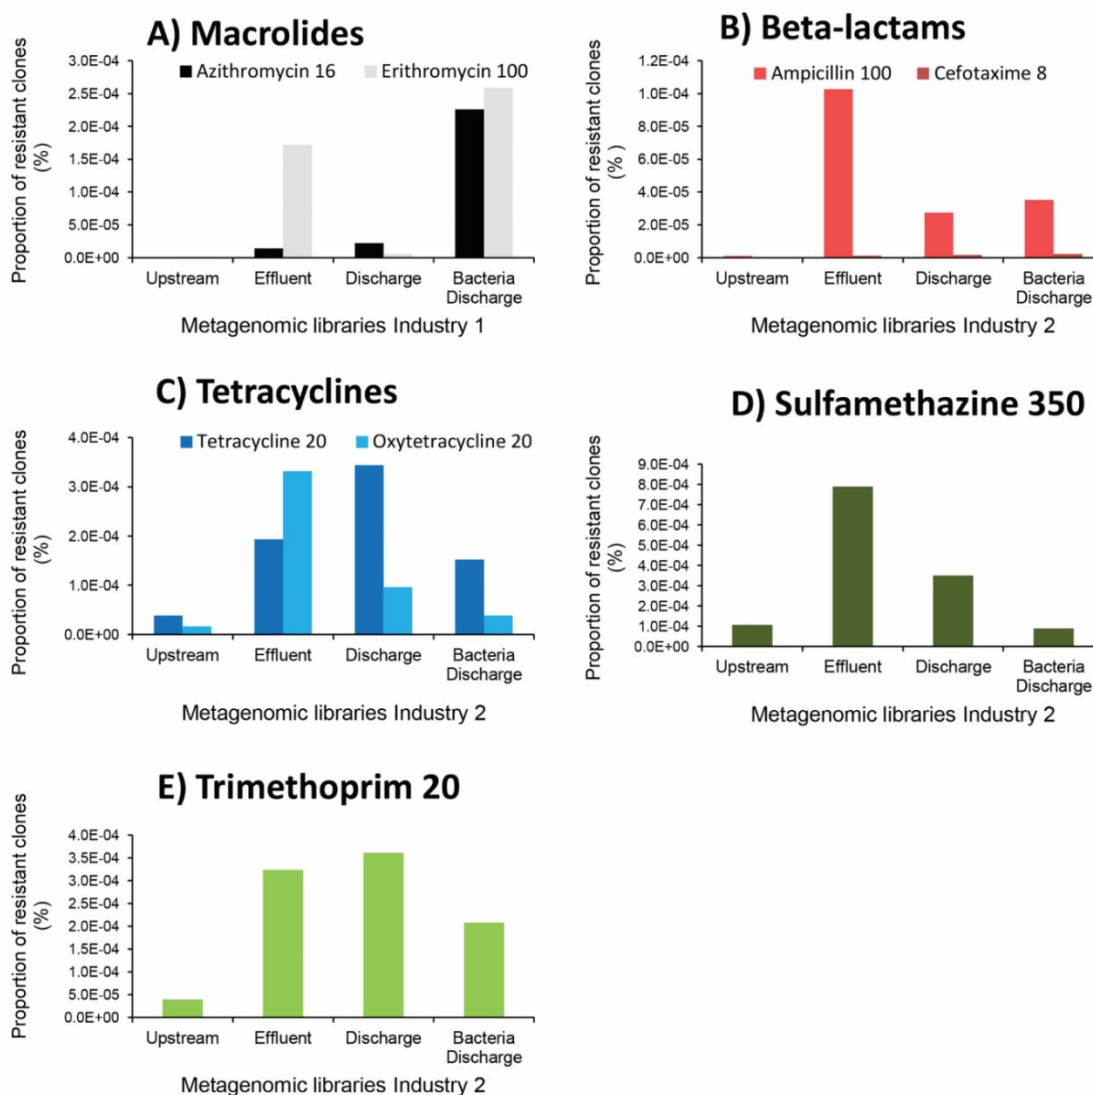 A) Macrolides
Proportion of resistant clones
(%)
3.0E-04
2.5E-04
1.5E-04
1.0E-04
5.0E-05
0.0E+00
Azithromycin 16 Erithromycin 100
Upstream Effluent Discharge Bacteria
Discharge
Metagenomic libraries Industry 1
B) Beta-lactams
Proportion of resistant clones
(% )
1.2E-04
1.0E-04
8.0E-05
6.0E-05
4.0E-05
2.0E-05
0.0E+00
Ampicillin 100 Cefotaxime 8
Upstream Effluent Discharge Bacteria
Discharge
Metagenomic libraries Industry 2
C) Tetracyclines
Proportion of resistant clones
(%)
4.0E-04
3.0E-04
2.0E-04
1.0E-04
0.0E+00
Tetracycline 20 Oxytetracycline 20
Upstream Effluent Discharge Bacteria
Discharge
Metagenomic libraries Industry 2
D) Sulfamethazine 350
Proportion of resistant clones
(%)
9.0E-04
8.0E-04
7.0E-04
6.0E-04
5.0E-04
4.0E-04
3.0E-04
2.0E-04
1.0E-04
0.0E+00
Upstream Effluent Discharge Bacteria
Discharge
Metagenomic libraries Industry 2
E) Trimethoprim 20
Proportion of resistant clones
(%)
4.0E-04
3.5E-04
3.0E-04
2.5E-04
2.0E-04
1.5E-04
1.0E-04
5.0E-05
0.0E+00
Upstream Effluent Discharge Bacteria
Discharge
Metagenomic libraries Industry 2